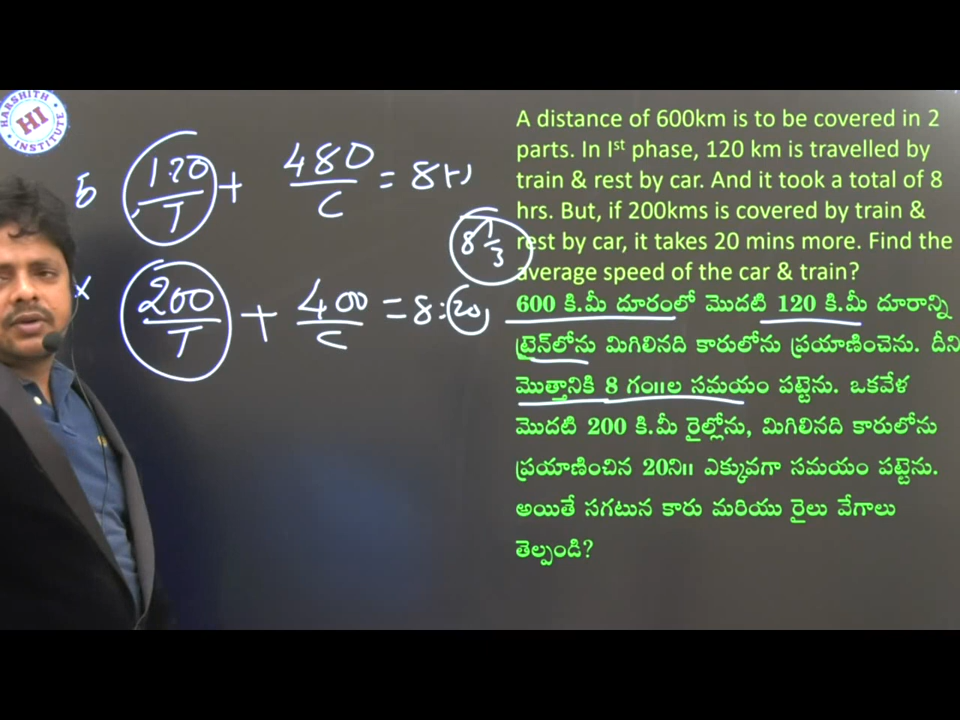 HARSHITH
HI
INSTITUTE
5 120/T + 480/C = 8 hr
8 1/3
x 200/T + 400/C = 8:20
A distance of 600km is to be covered in 2
parts. In Ist phase, 120 km is travelled by
train & rest by car. And it took a total of 8
hrs. But, if 200kms is covered by train &
rest by car, it takes 20 mins more. Find the
average speed of the car & train?
600 కి.మీ దూరంలో మొదటి 120 కి.మీ దూరాన్ని
ట్రైన్‌లోను మిగిలినది కారులోను ప్రయాణించెను. దీని
మొత్తానికి 8 గం॥ల సమయం పట్టెను. ఒకవేళ
మొదటి 200 కి.మీ రైల్లోను, మిగిలినది కారులోను
ప్రయాణించిన 20ని॥ ఎక్కువగా సమయం పట్టెను.
అయితే సగటున కారు మరియు రైలు వేగాలు
తెల్పండి?